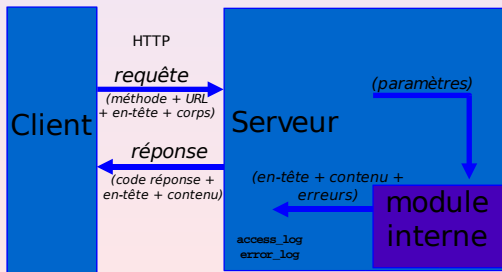 HTTP
requête
(méthode + URL
+ en-tête + corps)
Client
réponse
(code réponse +
en-tête + contenu)
Serveur
(paramètres)
(en-tête + contenu +
erreurs)
module
interne
access_log
error_log